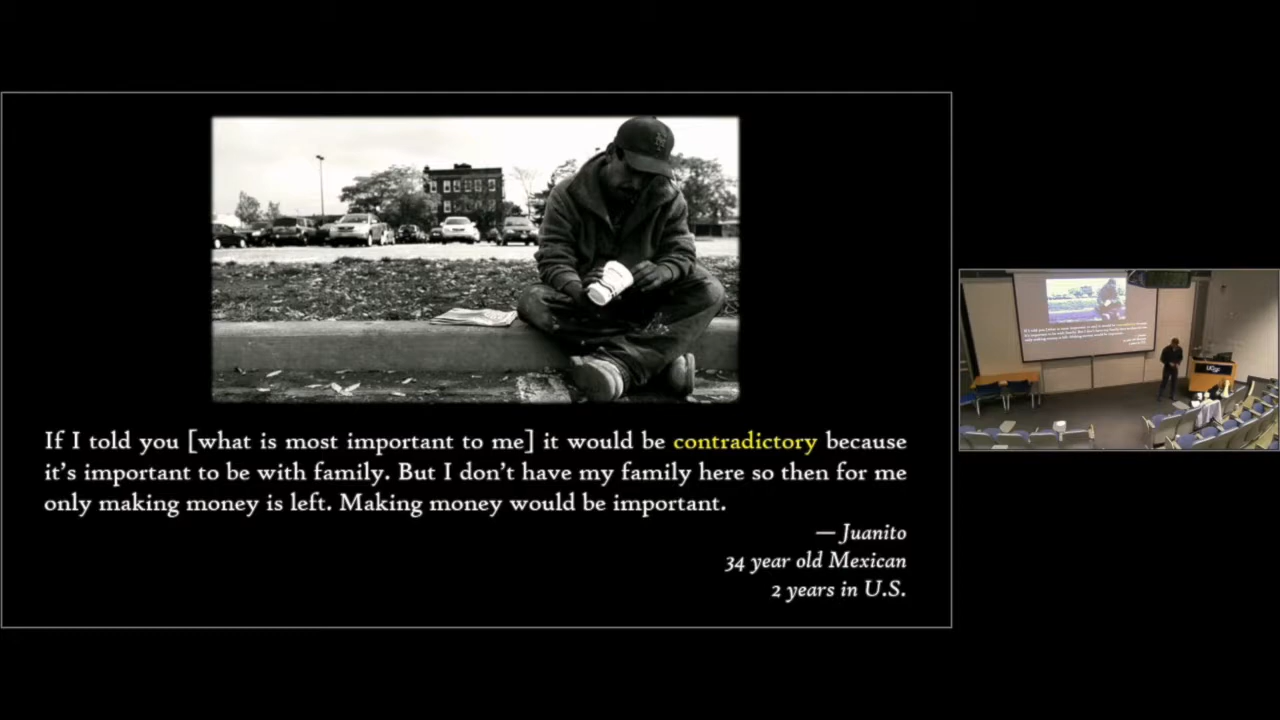 If I told you [what is most important to me] it would be contradictory because
it's important to be with family. But I don't have my family here so then for me
only making money is left. Making money would be important.
— Juanito
34 year old Mexican
2 years in U.S.